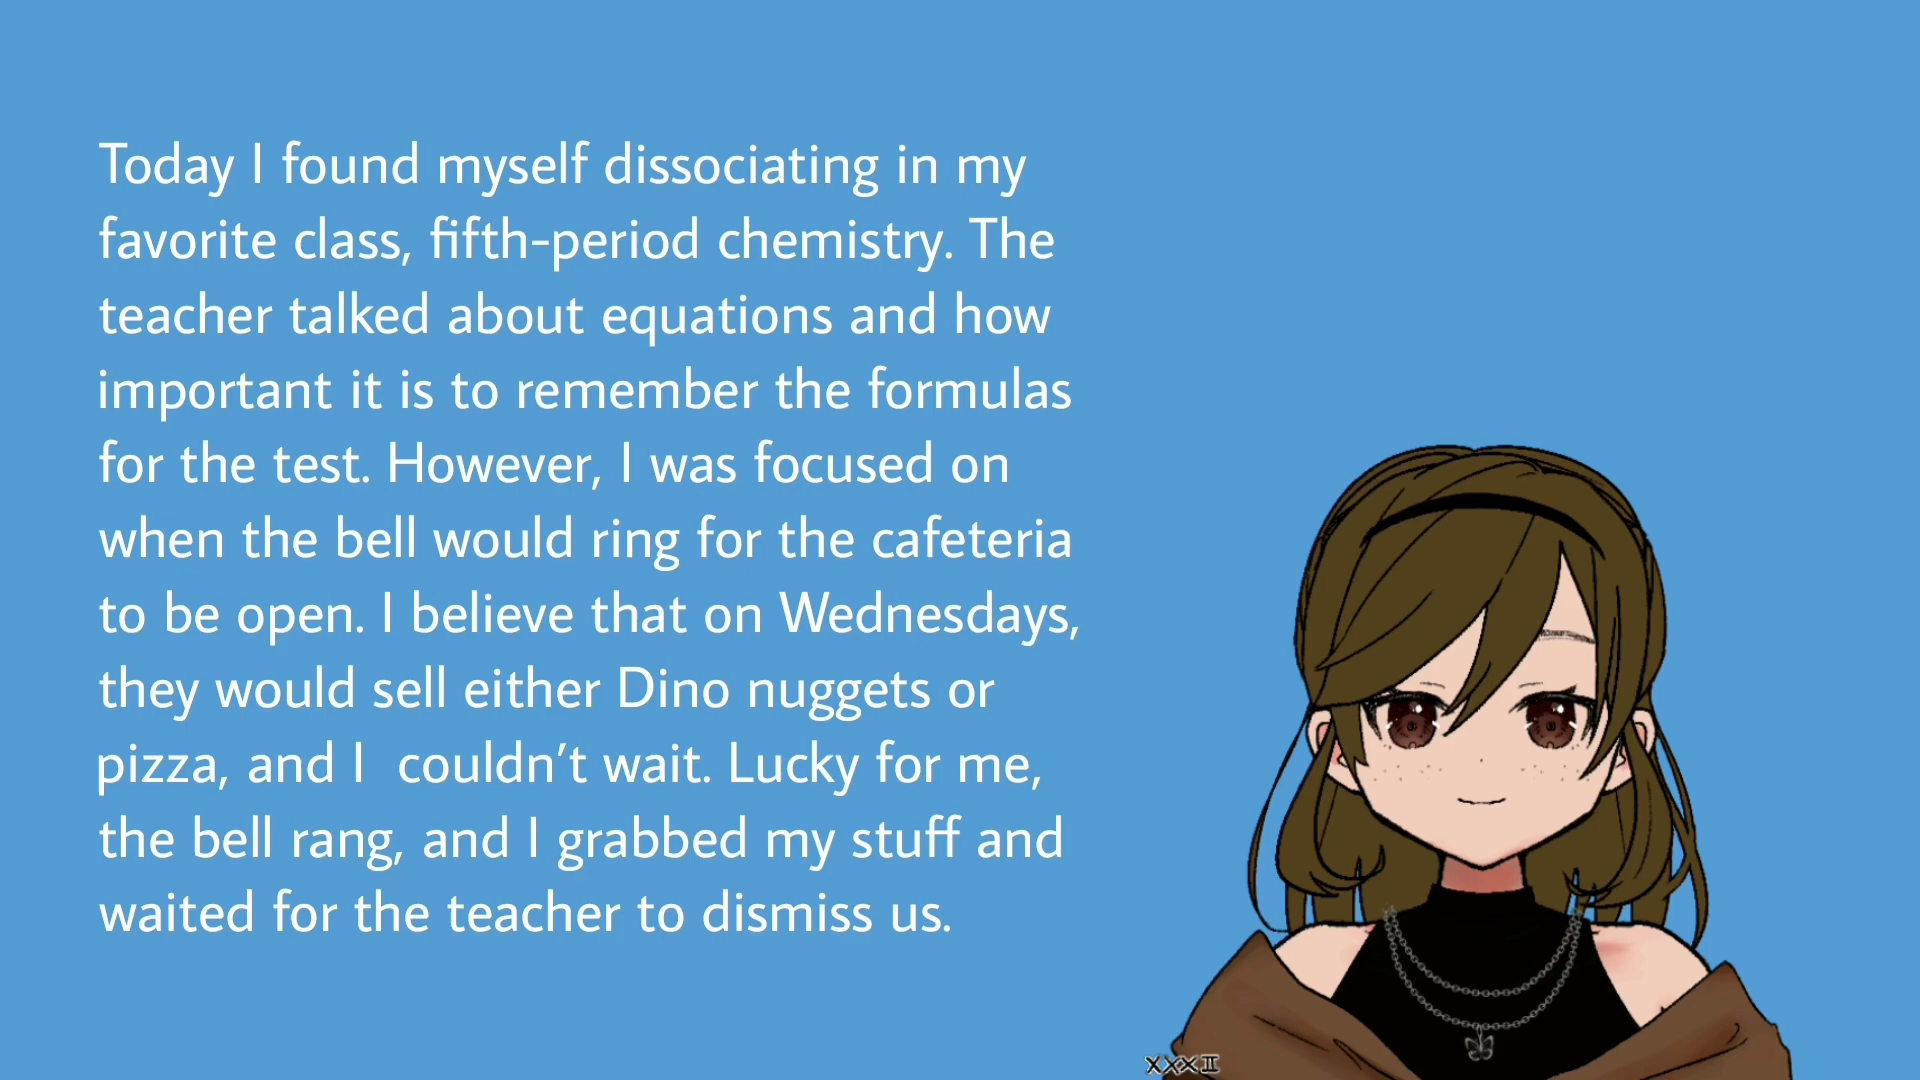 Today I found myself dissociating in my
favorite class, fifth-period chemistry. The
teacher talked about equations and how
important it is to remember the formulas
for the test. However, I was focused on
when the bell would ring for the cafeteria
to be open. I believe that on Wednesdays,
they would sell either Dino nuggets or
pizza, and I  couldn’t wait. Lucky for me,
the bell rang, and I grabbed my stuff and
waited for the teacher to dismiss us.
XXXII